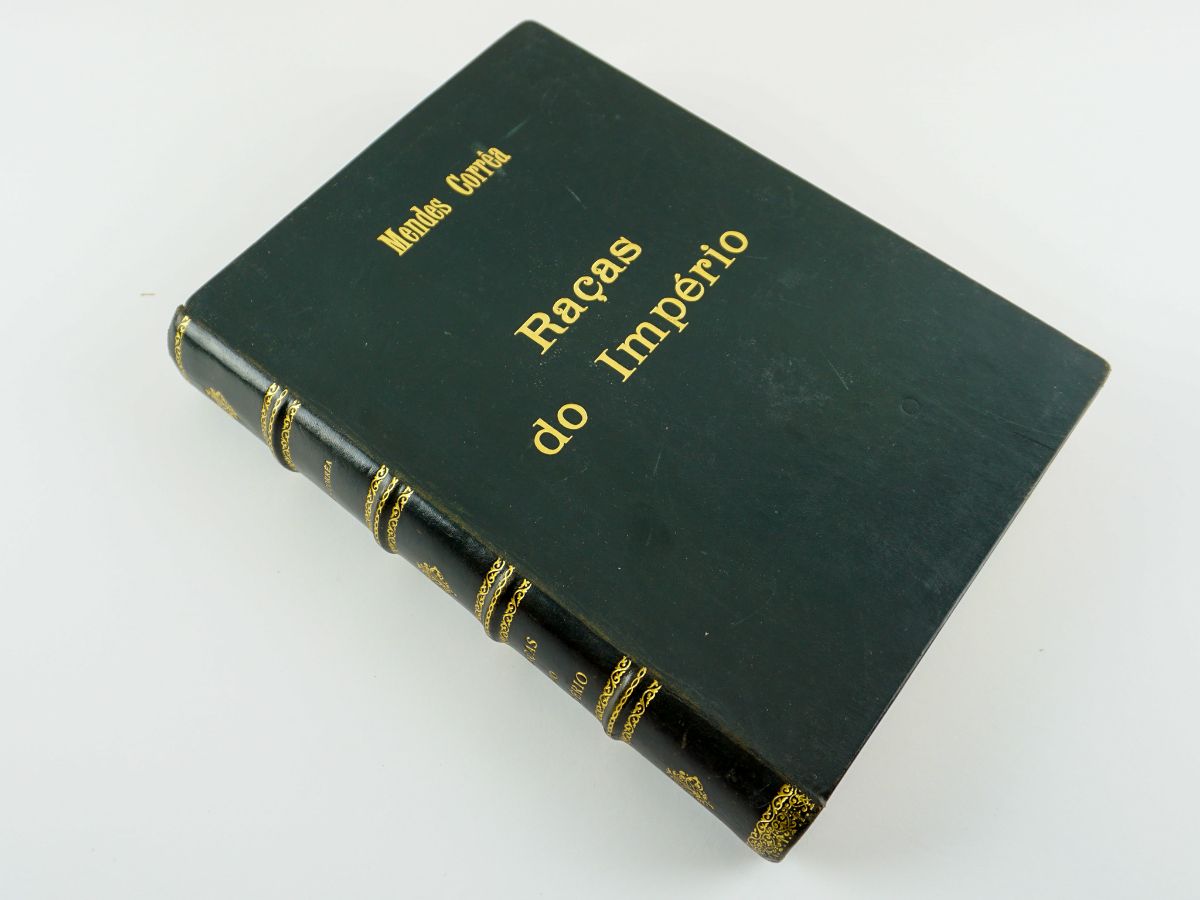 Mendes Corrêa
Raças
do Império